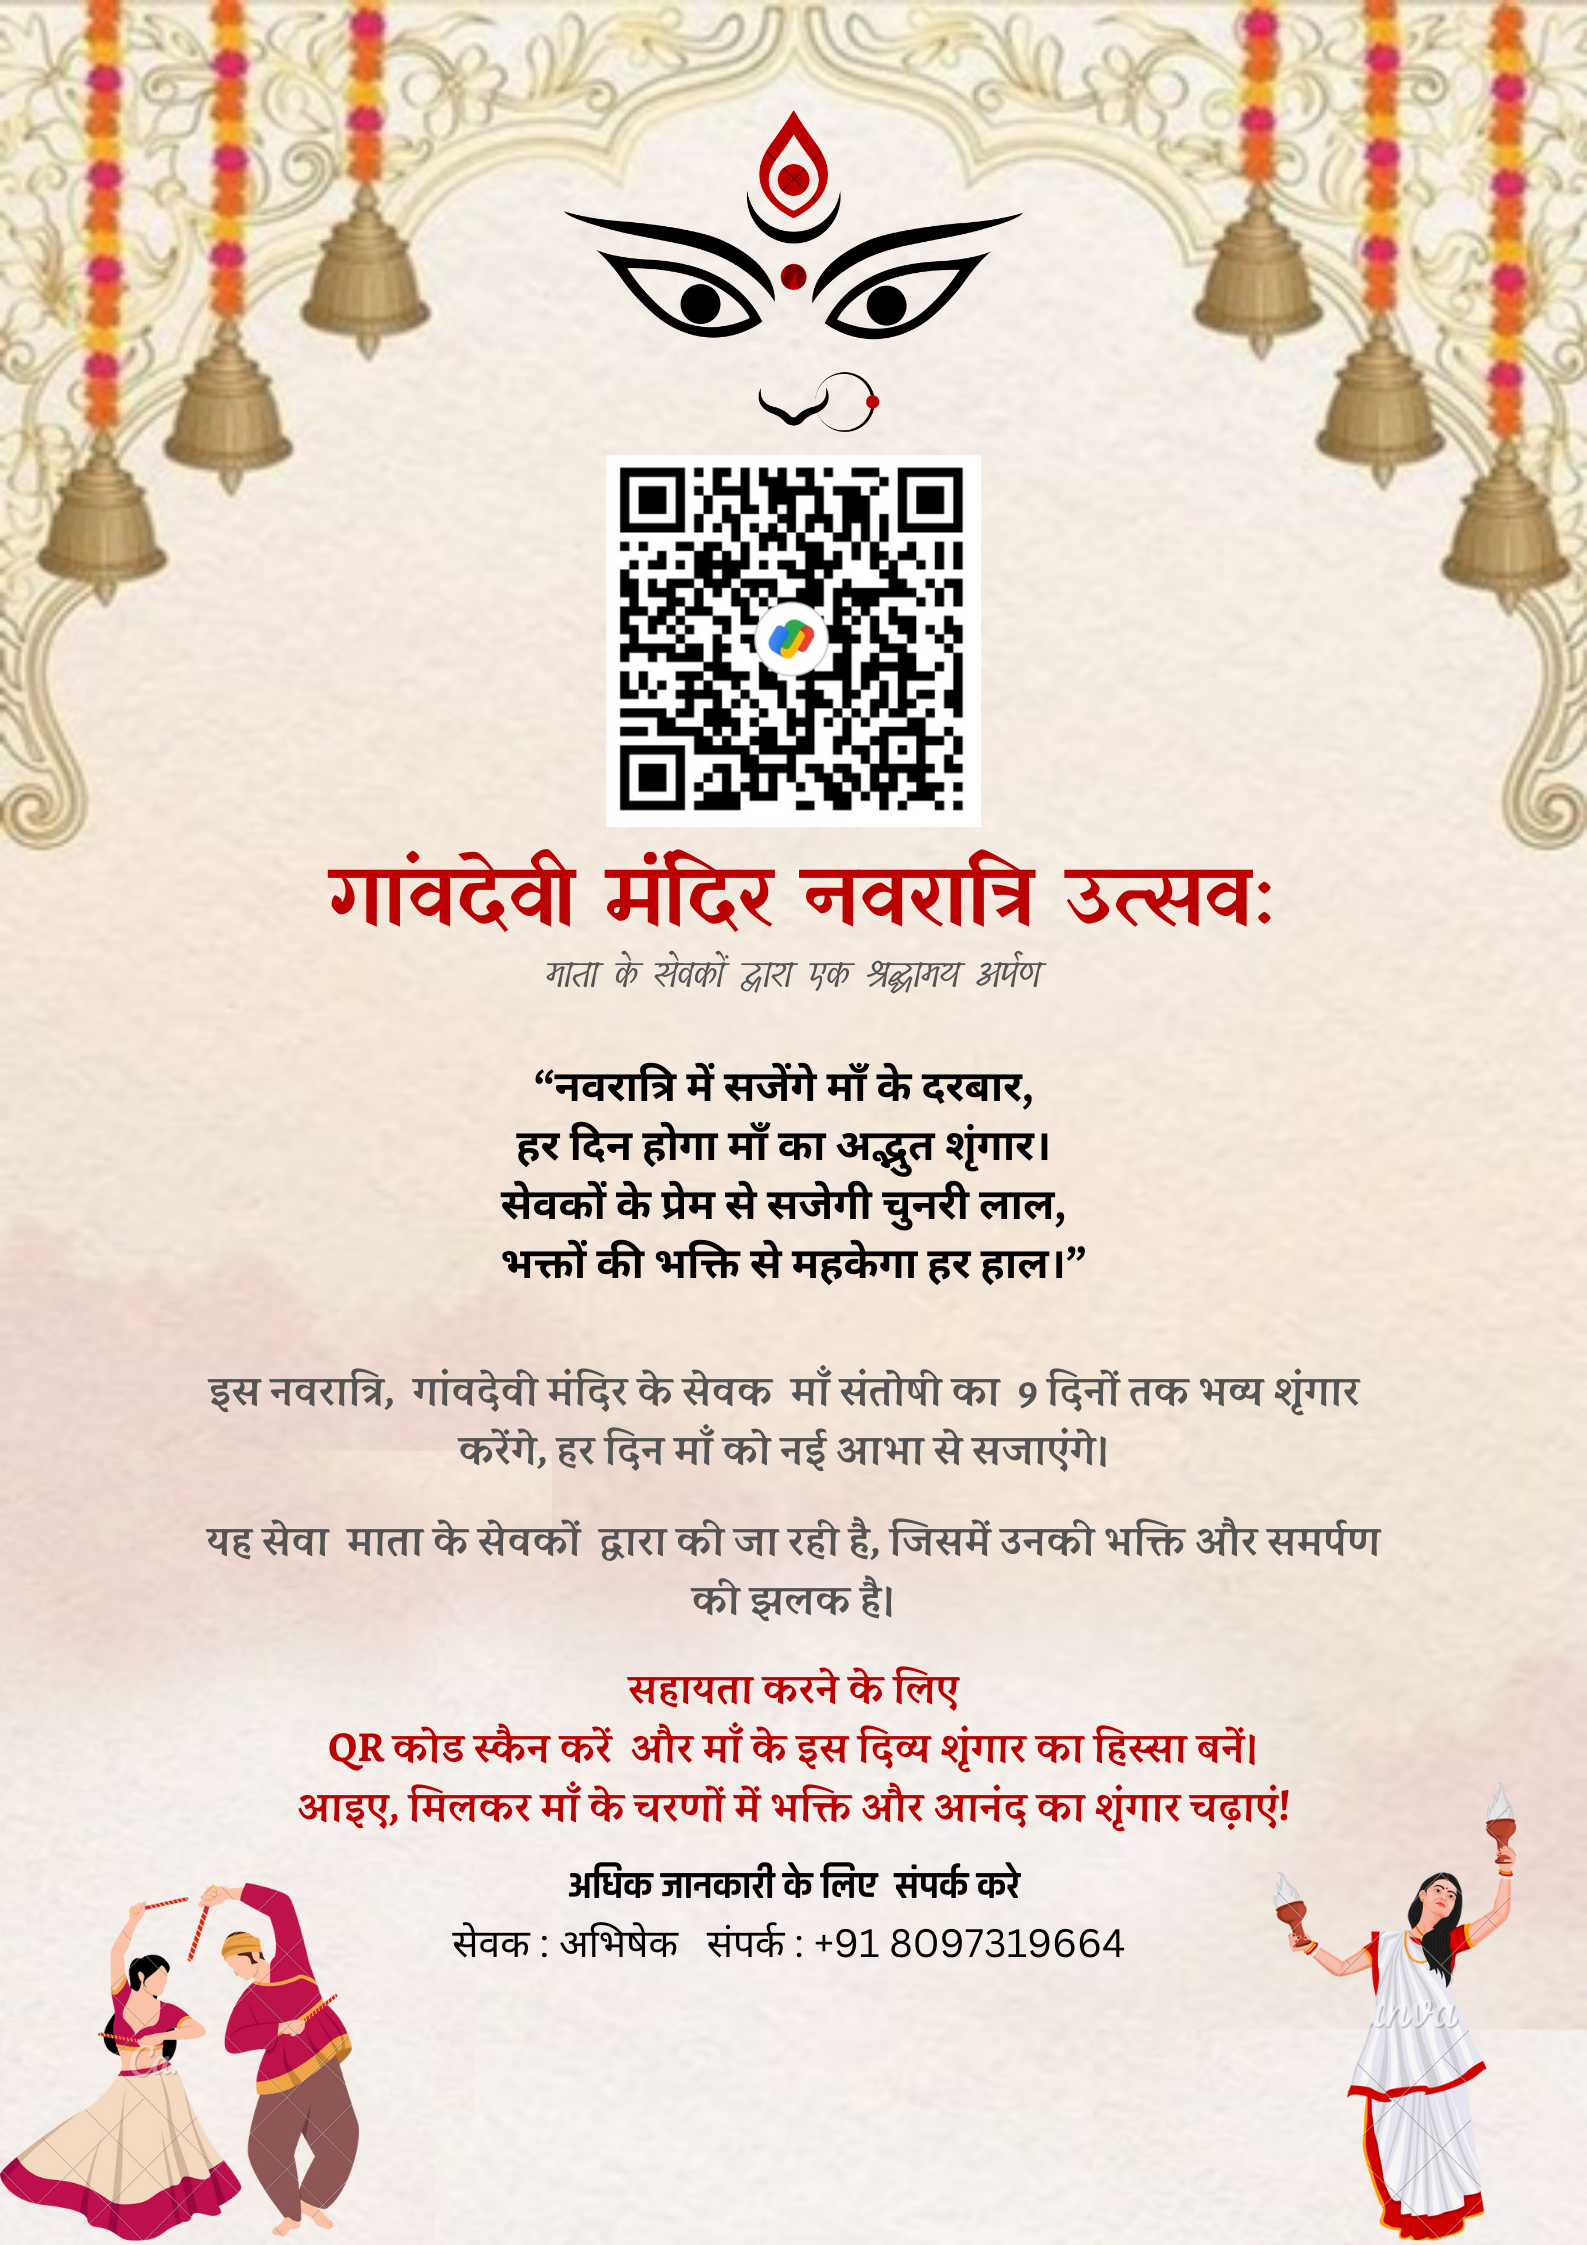 गांवदेवी मंदिर नवरात्रि उत्सवः
माता के सेवकों द्वारा एक श्रद्धामय अर्पण
“नवरात्रि में सजेंगे माँ के दरबार,
हर दिन होगा माँ का अद्भुत शृंगार।
सेवकों के प्रेम से सजेगी चुनरी लाल,
भक्तों की भक्ति से महकेगा हर हाल।”
इस नवरात्रि, गांवदेवी मंदिर के सेवक माँ संतोषी का 9 दिनों तक भव्य शृंगार
करेंगे, हर दिन माँ को नई आभा से सजाएंगे।
यह सेवा माता के सेवकों द्वारा की जा रही है, जिसमें उनकी भक्ति और समर्पण
की झलक है।
सहायता करने के लिए
QR कोड स्कैन करें और माँ के इस दिव्य शृंगार का हिस्सा बनें।
आइए, मिलकर माँ के चरणों में भक्ति और आनंद का शृंगार चढ़ाएं!
अधिक जानकारी के लिए संपर्क करे
सेवक : अभिषेक संपर्क : +91 8097319664